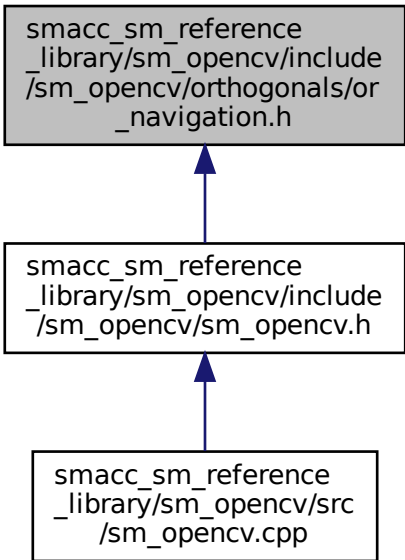 smacc_sm_reference
_library/sm_opencv/include
/sm_opencv/orthogonals/or
_navigation.h
smacc_sm_reference
_library/sm_opencv/include
/sm_opencv/sm_opencv.h
smacc_sm_reference
_library/sm_opencv/src
/sm_opencv.cpp